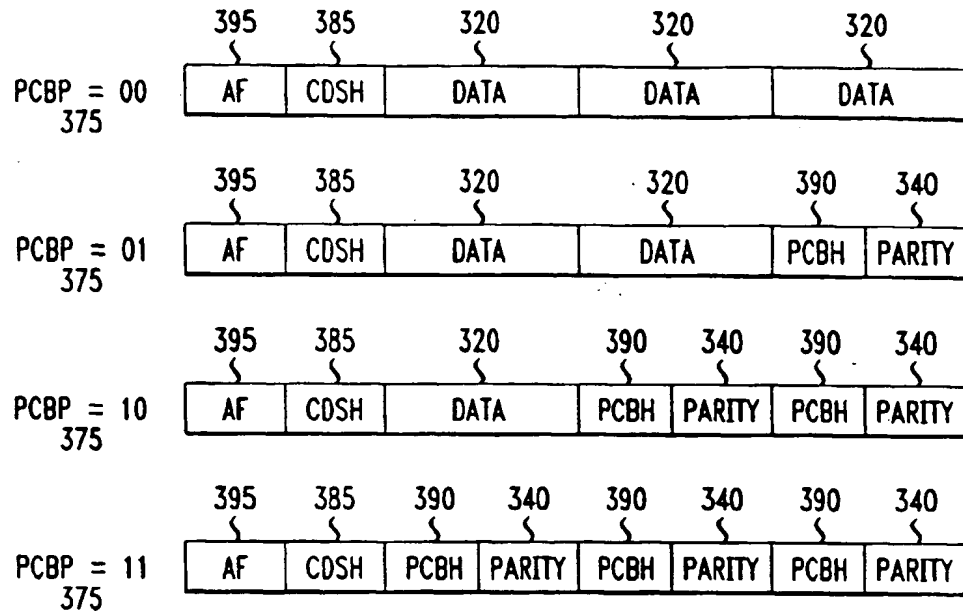 395 385 320 320 320
PCBP = 00 AF CDSH DATA DATA DATA
375
395 385 320 320 390 340
PCBP = 01 AF CDSH DATA DATA PCBH PARITY
375
395 385 320 390 340 390 340
PCBP = 10 AF CDSH DATA PCBH PARITY PCBH PARITY
375
395 385 390 340 390 340 390 340
PCBP = 11 AF CDSH PCBH PARITY PCBH PARITY PCBH PARITY
375